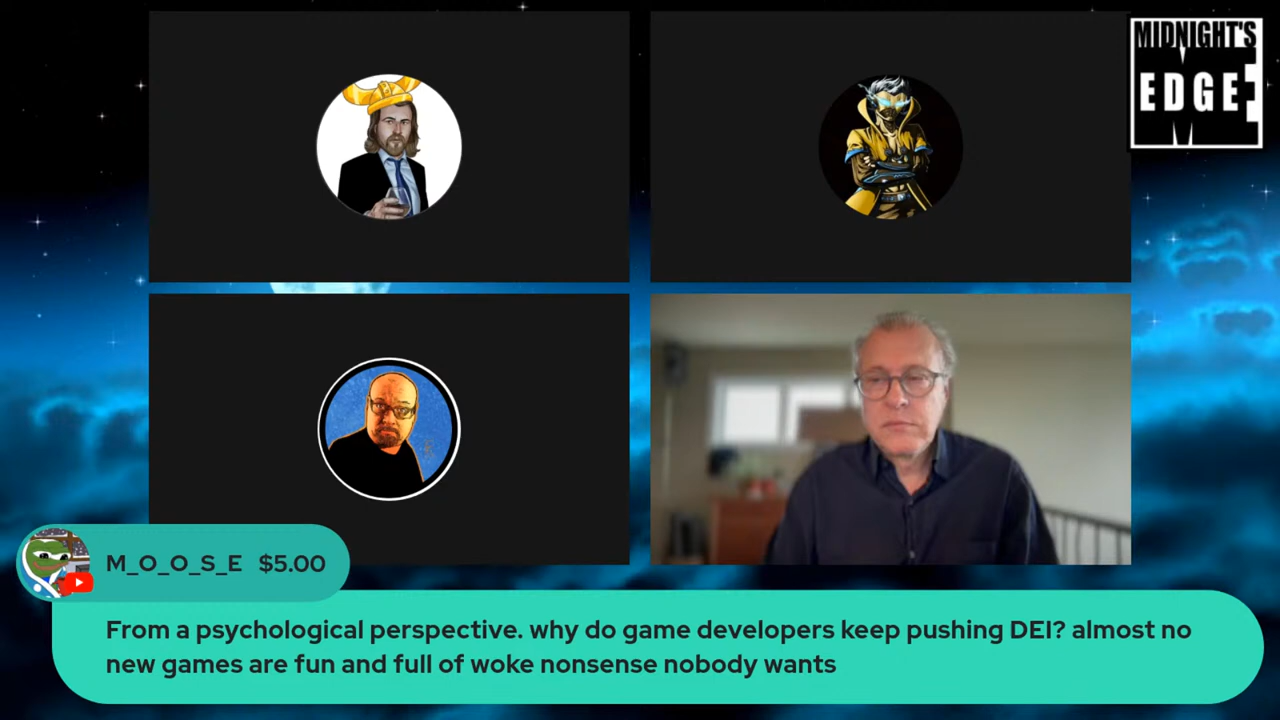 MIDNIGHT'S
EDGE
M_O_O_S_E $5.00
From a psychological perspective. why do game developers keep pushing DEI? almost no
new games are fun and full of woke nonsense nobody wants